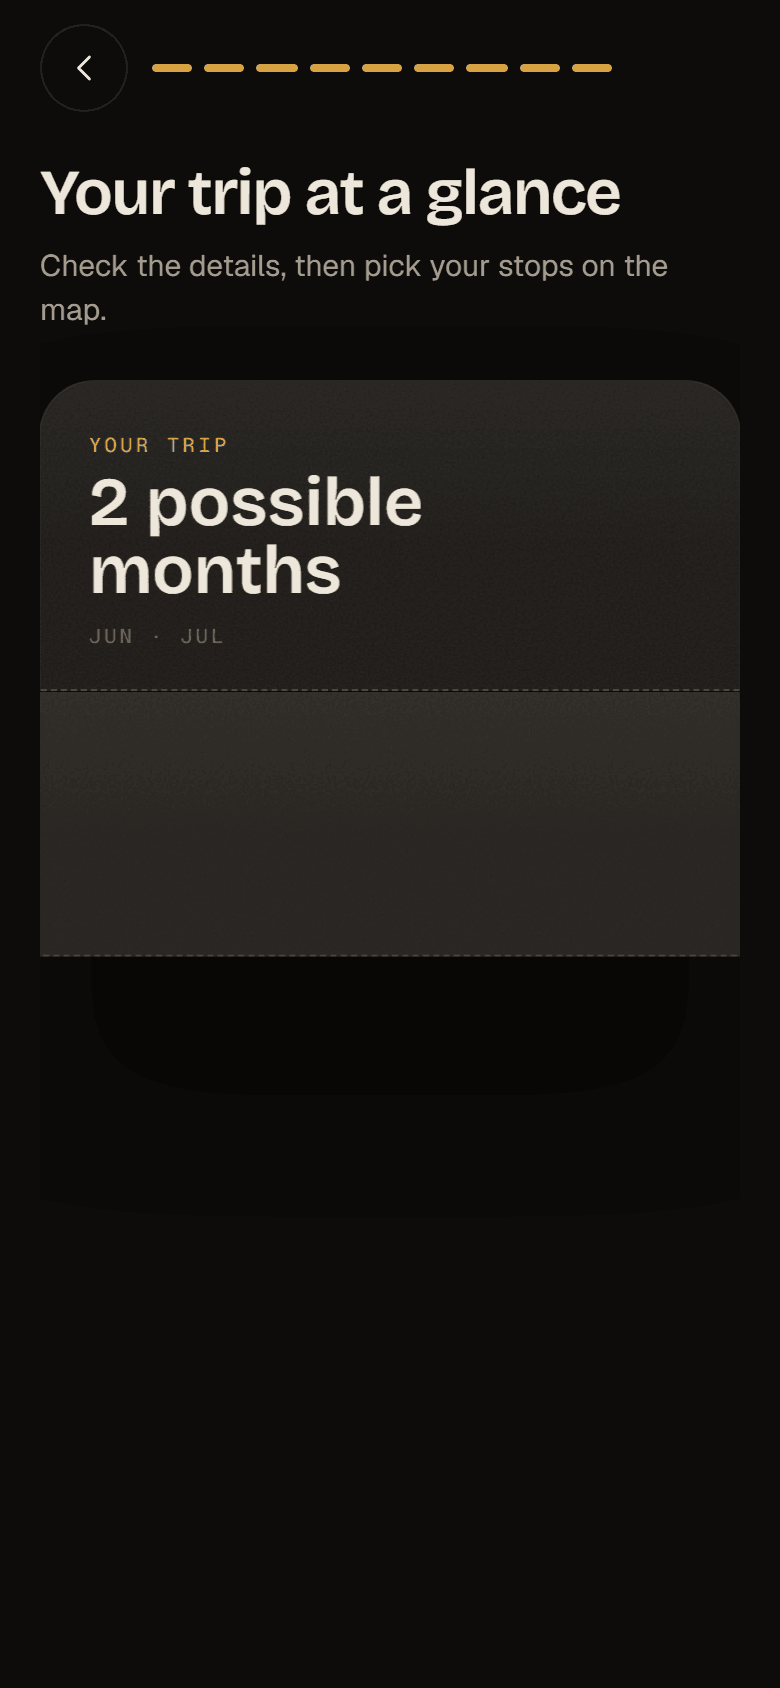 Your trip at a glance
Check the details, then pick your stops on the
map.
YOUR TRIP
2 possible
months
JUN · JUL